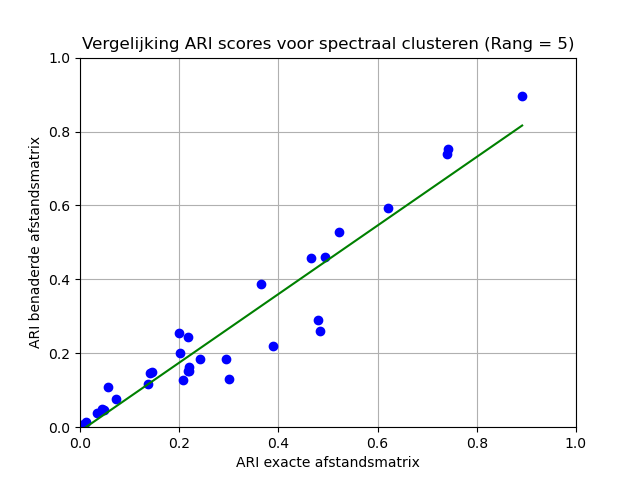 Vergelijking ARI scores voor spectraal clusteren (Rang = 5)
1.0
0.8
0.6
0.4
0.2
0.0
ARI benaderde afstandsmatrix
0.0 0.2 0.4 0.6 0.8 1.0
ARI exacte afstandsmatrix